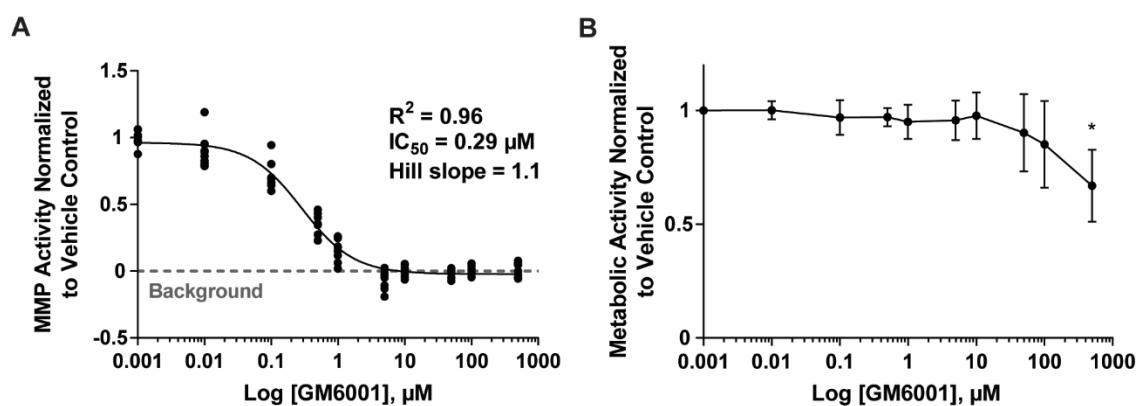 A
MMP Activity Normalized
to Vehicle Control
1.5
1
0.5
0
-0.5
R² = 0.96
IC₅₀ = 0.29 µM
Hill slope = 1.1
Background
0.001 0.01 0.1 1 10 100 1000
Log [GM6001], µM
B
Metabolic Activity Normalized
to Vehicle Control
1
0.5
0
*
0.001 0.01 0.1 1 10 100 1000
Log [GM6001], µM